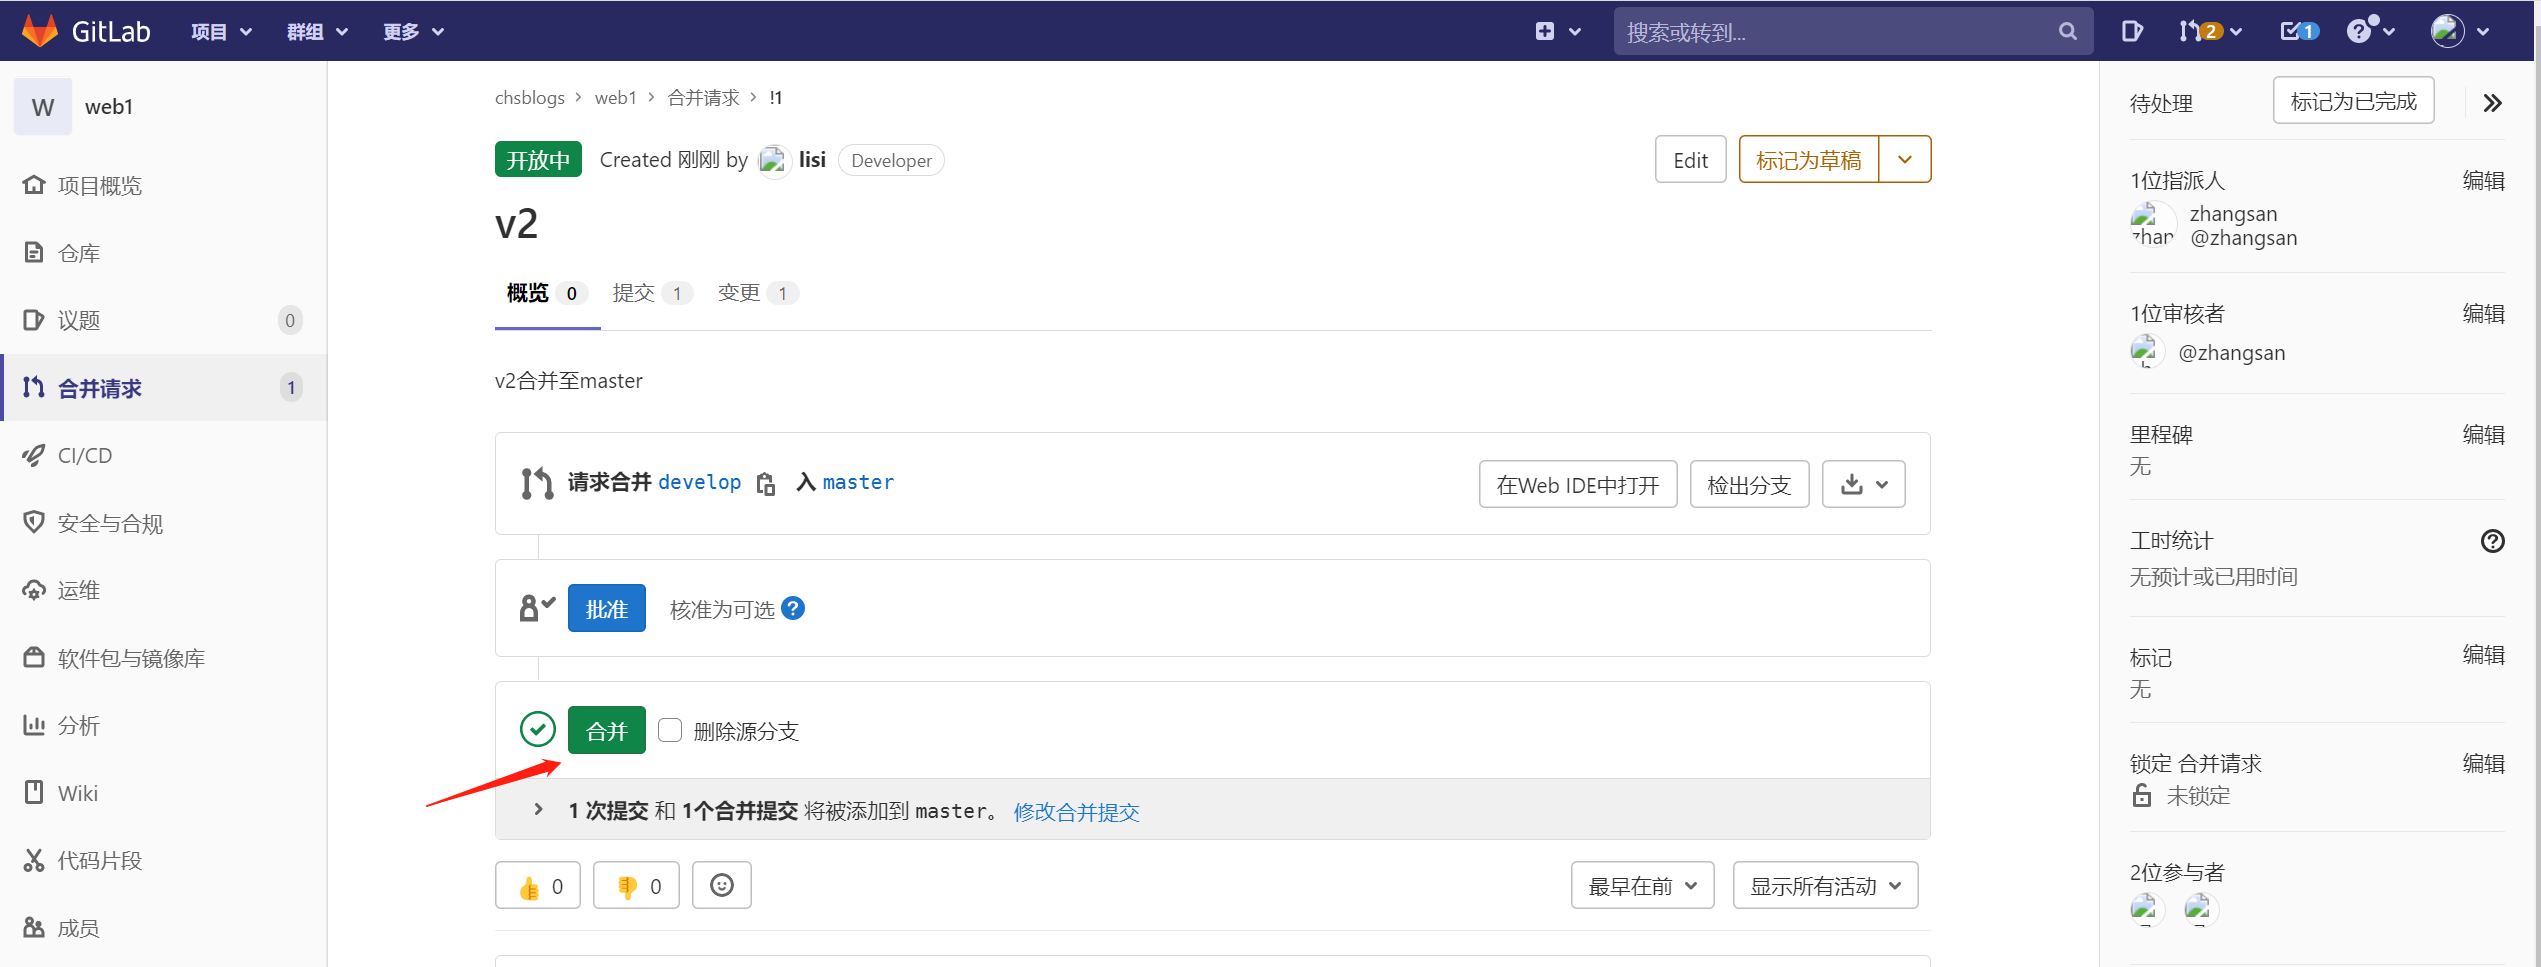 GitLab 项目 群组 更多 搜索或转到... 2 1
W web1
项目概览
仓库
议题 0
合并请求 1
CI/CD
安全与合规
运维
软件包与镜像库
分析
Wiki
代码片段
成员
chsblogs > web1 > 合并请求 > !1
开放中 Created 刚刚 by lisi Developer
Edit 标记为草稿
v2
概览 0 提交 1 变更 1
v2合并至master
请求合并 develop 入 master
在Web IDE中打开 检出分支
批准 核准为可选
合并 删除源分支
1 次提交 和 1个合并提交 将被添加到 master。 修改合并提交
0 0
最早在前 显示所有活动
待处理 标记为已完成
1位指派人 编辑
zhan
zhangsan
@zhangsan
1位审核者 编辑
@zhangsan
里程碑 编辑
无
工时统计
无预计或已用时间
标记 编辑
无
锁定 合并请求 编辑
未锁定
2位参与者